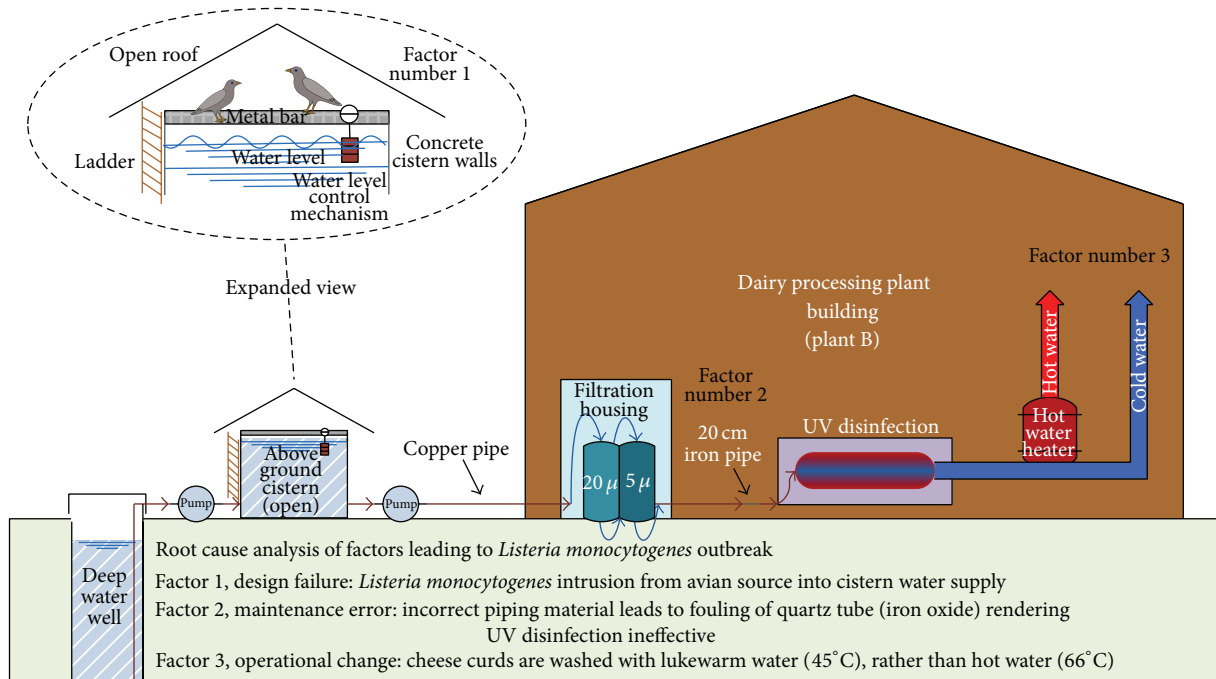 Open roof
Factor
number 1
Metal bar
Ladder
Water level
Concrete
cistern walls
Water level
control
mechanism
Expanded view
Factor number 3
Dairy processing plant
building
(plant B)
Hot water
Cold water
Factor
number 2
Filtration
housing
20 cm
iron pipe
UV disinfection
Hot
water
heater
Copper pipe
Above
ground
cistern
(open)
20 μ
5 μ
Pump
Pump
Deep
water
well
Root cause analysis of factors leading to Listeria monocytogenes outbreak
Factor 1, design failure: Listeria monocytogenes intrusion from avian source into cistern water supply
Factor 2, maintenance error: incorrect piping material leads to fouling of quartz tube (iron oxide) rendering
UV disinfection ineffective
Factor 3, operational change: cheese curds are washed with lukewarm water (45°C), rather than hot water (66°C)